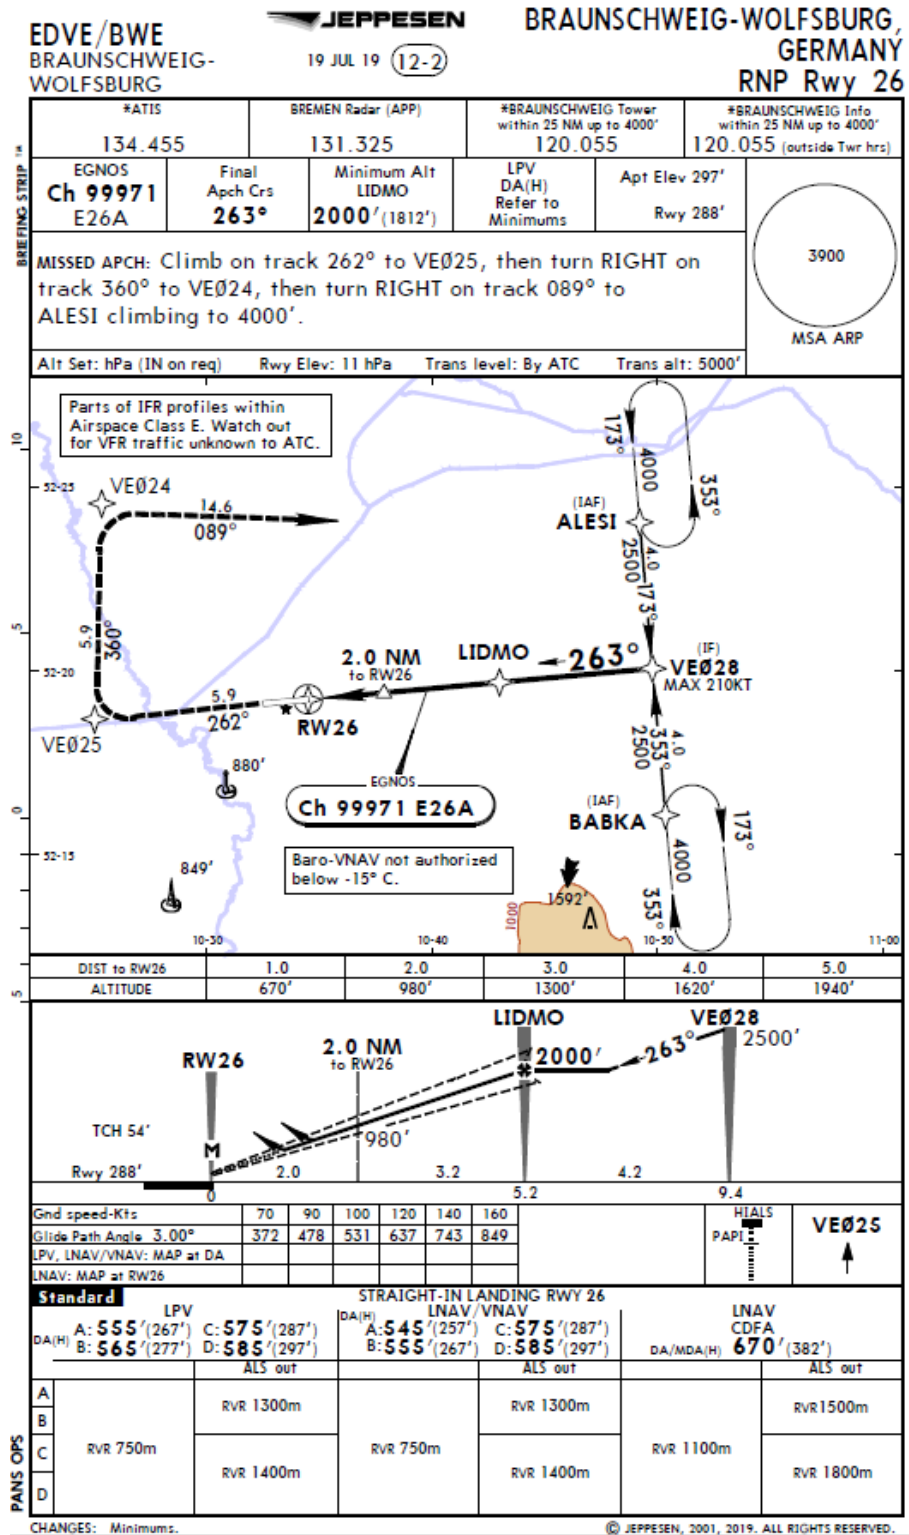 EDVE/BWE
BRAUNSCHWEIG-
WOLFSBURG
JEPPESEN
19 JUL 19 12-2
BRAUNSCHWEIG-WOLFSBURG,
GERMANY
RNP Rwy 26
BRIEFING STRIP TM
*ATIS
134.455
BREMEN Radar (APP)
131.325
*BRAUNSCHWEIG Tower
within 25 NM up to 4000'
120.055
*BRAUNSCHWEIG Info
within 25 NM up to 4000'
120.055 (outside Twr hrs)
EGNOS
Ch 99971
E26A
Final
Apch Crs
263°
Minimum Alt
LIDMO
2000' (1812')
LPV
DA(H)
Refer to
Minimums
Apt Elev 297'
Rwy 288'
3900
MSA ARP
MISSED APCH: Climb on track 262° to VEØ25, then turn RIGHT on
track 360° to VEØ24, then turn RIGHT on track 089° to
ALESI climbing to 4000'.
Alt Set: hPa (IN on req) Rwy Elev: 11 hPa Trans level: By ATC Trans alt: 5000'
Parts of IFR profiles within
Airspace Class E. Watch out
for VFR traffic unknown to ATC.
10
52-25
VEØ24
14.6
089°
173°
4000
353°
(IAF)
ALESI
4.0
2500
173°
5
52-20
5.9
360°
2.0 NM
to RW26
LIDMO
263°
(IF)
VEØ28
MAX 210KT
5.9
262°
RW26
VEØ25
4.0
353°
2500
880'
EGNOS
Ch 99971 E26A
(IAF)
BABKA
173°
4000
353°
0
52-15
849'
Baro-VNAV not authorized
below -15° C.
1592'
1000
10-30 10-40 10-50 11-00
5
DIST to RW26 1.0 2.0 3.0 4.0 5.0
ALTITUDE 670' 980' 1300' 1620' 1940'
LIDMO
VEØ28
RW26
2.0 NM
to RW26
2000'
263°
2500'
TCH 54'
M
980'
Rwy 288'
2.0 3.2 4.2
0 5.2 9.4
Gnd speed-Kts 70 90 100 120 140 160
Glide Path Angle 3.00° 372 478 531 637 743 849
LPV, LNAV/VNAV: MAP at DA
LNAV: MAP at RW26
HIALS
PAPI
VEØ25
Standard
STRAIGHT-IN LANDING RWY 26
LPV
DA(H)
A: 555'(267') C: 575'(287')
B: 565'(277') D: 585'(297')
LNAV/VNAV
DA(H)
A: 545'(257') C: 575'(287')
B: 555'(267') D: 585'(297')
LNAV
CDFA
DA/MDA(H) 670'(382')
ALS out ALS out ALS out
A
B
C
D
RVR 750m
RVR 1300m
RVR 1400m
RVR 750m
RVR 1300m
RVR 1400m
RVR 1100m
RVR 1500m
RVR 1800m
PANS OPS
CHANGES: Minimums.
© JEPPESEN, 2001, 2019. ALL RIGHTS RESERVED.